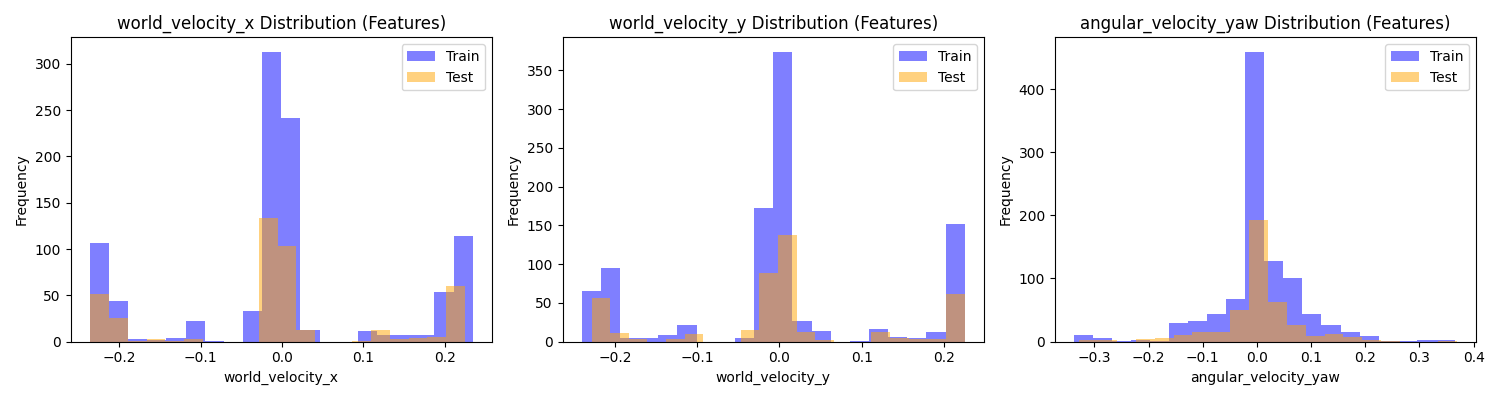 world_velocity_x Distribution (Features)
Train
Test
Frequency
300
250
200
150
100
50
0
−0.2
−0.1
0.0
0.1
0.2
world_velocity_x
world_velocity_y Distribution (Features)
Train
Test
Frequency
350
300
250
200
150
100
50
0
−0.2
−0.1
0.0
0.1
0.2
world_velocity_y
angular_velocity_yaw Distribution (Features)
Train
Test
Frequency
400
300
200
100
0
−0.3
−0.2
−0.1
0.0
0.1
0.2
0.3
0.4
angular_velocity_yaw